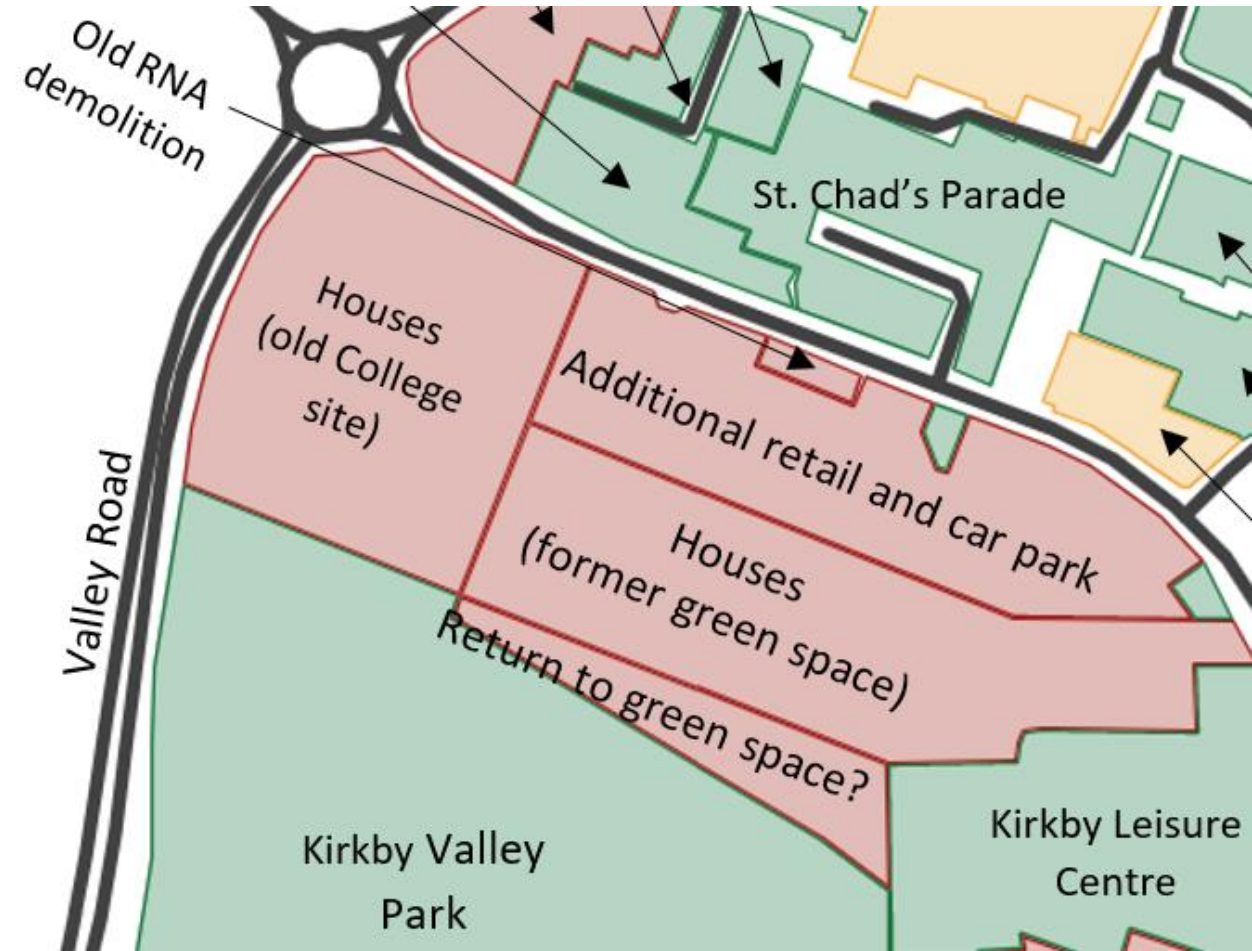 Old RNA
demolition
St. Chad’s Parade
Houses
(old College
site)
Additional retail and car park
Valley Road
Houses
(former green space)
Return to green space?
Kirkby Valley
Park
Kirkby Leisure
Centre